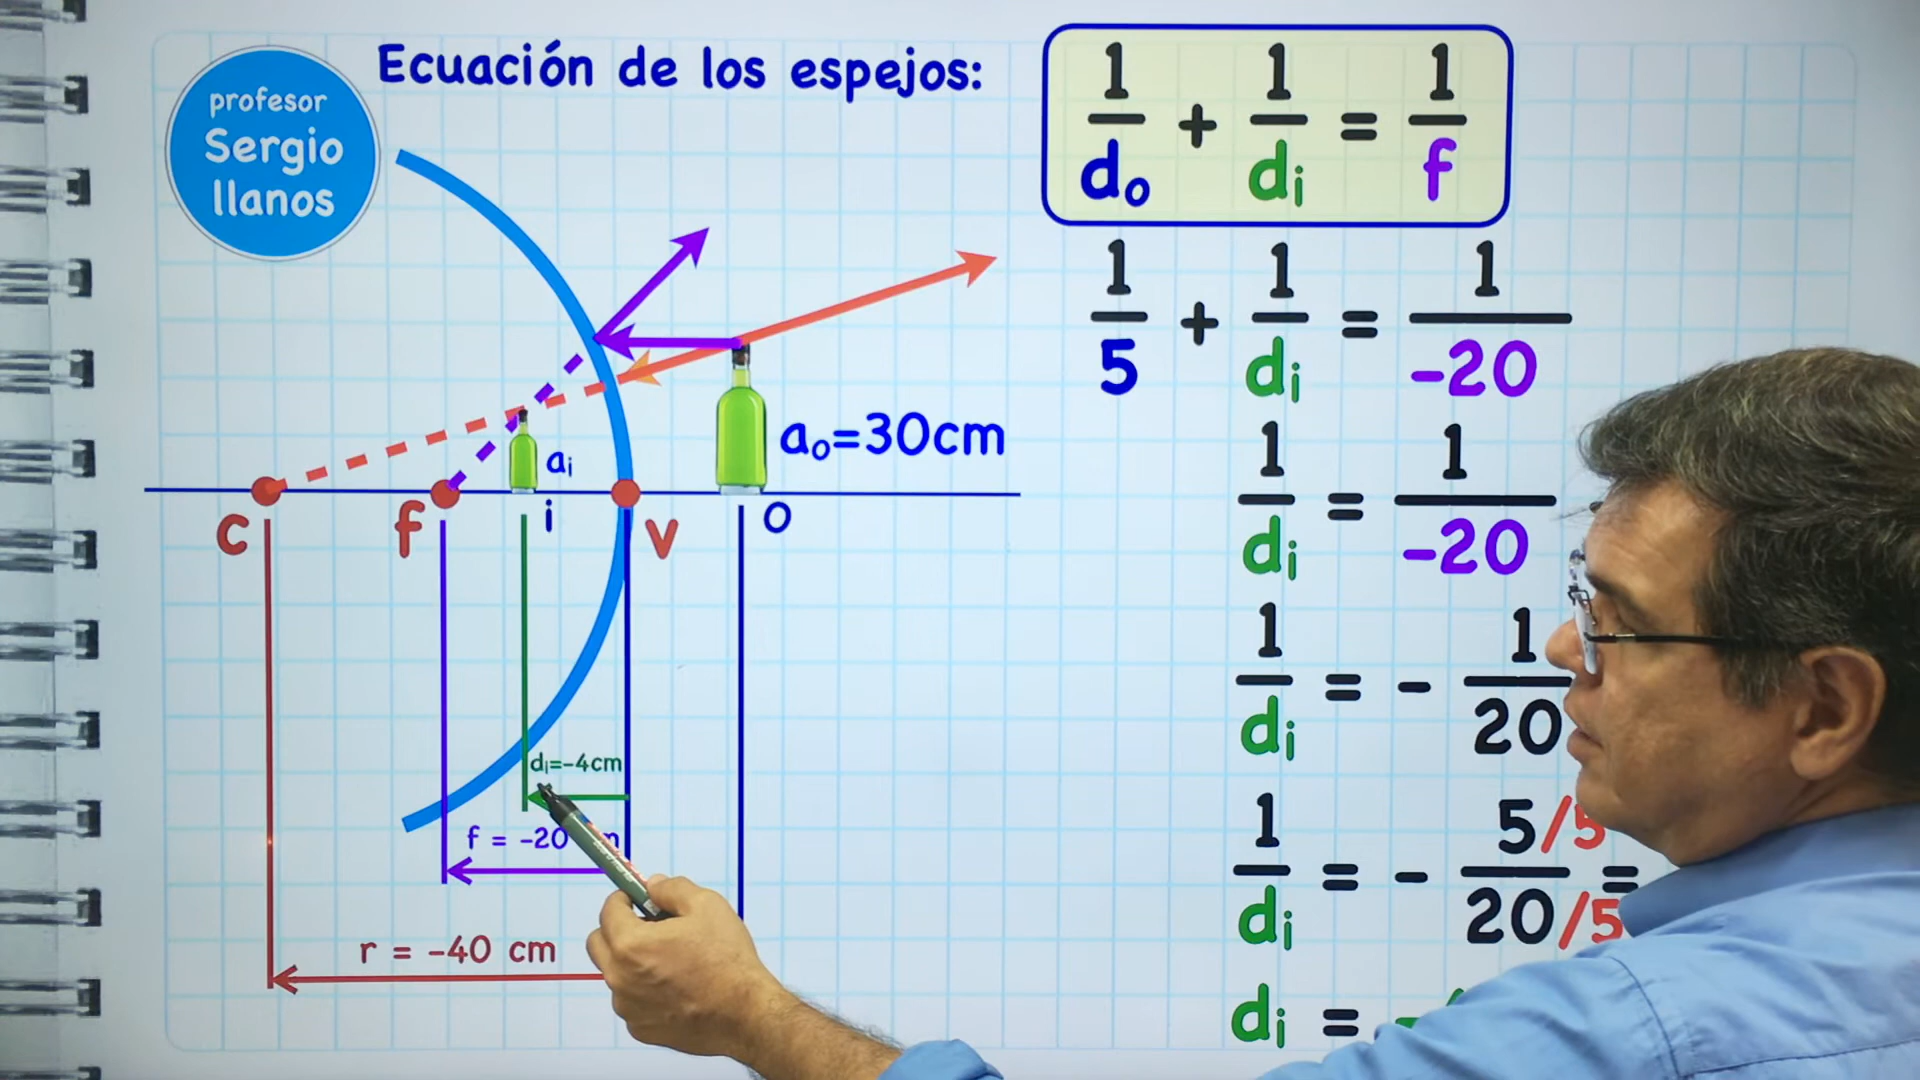 profesor
Sergio
llanos
Ecuación de los espejos:
1/dₒ + 1/dᵢ = 1/f
1/5 + 1/dᵢ = 1/-20
1/dᵢ = 1/-20
1/dᵢ = - 1/20
1/dᵢ = - 5/5 / 20/5 =
dᵢ =
aₒ=30cm
aᵢ
c
f
i
v
o
dᵢ=-4cm
f = -20
r = -40 cm